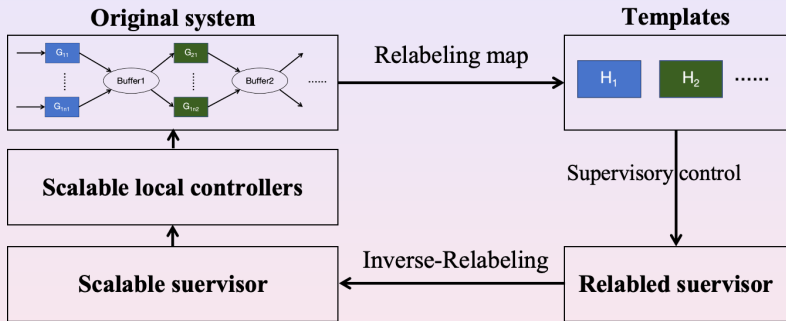 Original system
Templates
G11
Buffer1
G21
Buffer2
......
G1n1
G1n2
Relabeling map
H1
H2
......
Scalable local controllers
Supervisory control
Scalable suervisor
Inverse-Relabeling
Relabled suervisor